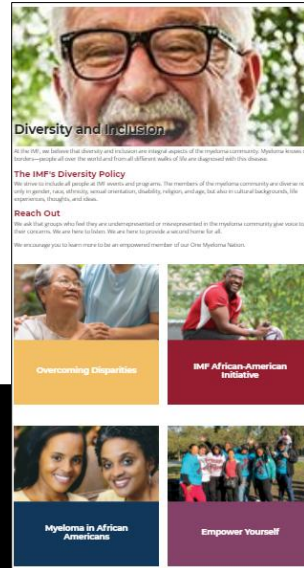 Diversity and Inclusion
At the IMF, we believe that diversity and inclusion are integral aspects of the myeloma community. Myeloma knows
borders—people all over the world and from all different walks of life are diagnosed with this disease.
The IMF's Diversity Policy
We strive to include all people at IMF events and programs. The members of the myeloma community are diverse
only in gender, race, ethnicity, sexual orientation, disability, religion, and age, but also in cultural backgrounds, life
experiences, thoughts, and ideas.
Reach Out
We ask that groups who feel they are underrepresented or misrepresented in the myeloma community give voice to
their concerns. We are here to listen. We are here to provide a second home for all.
We encourage you to learn more to be an empowered member of our One Myeloma Nation.
Overcoming Disparities
IMF African-American
Initiative
Myeloma in African
Americans
Empower Yourself